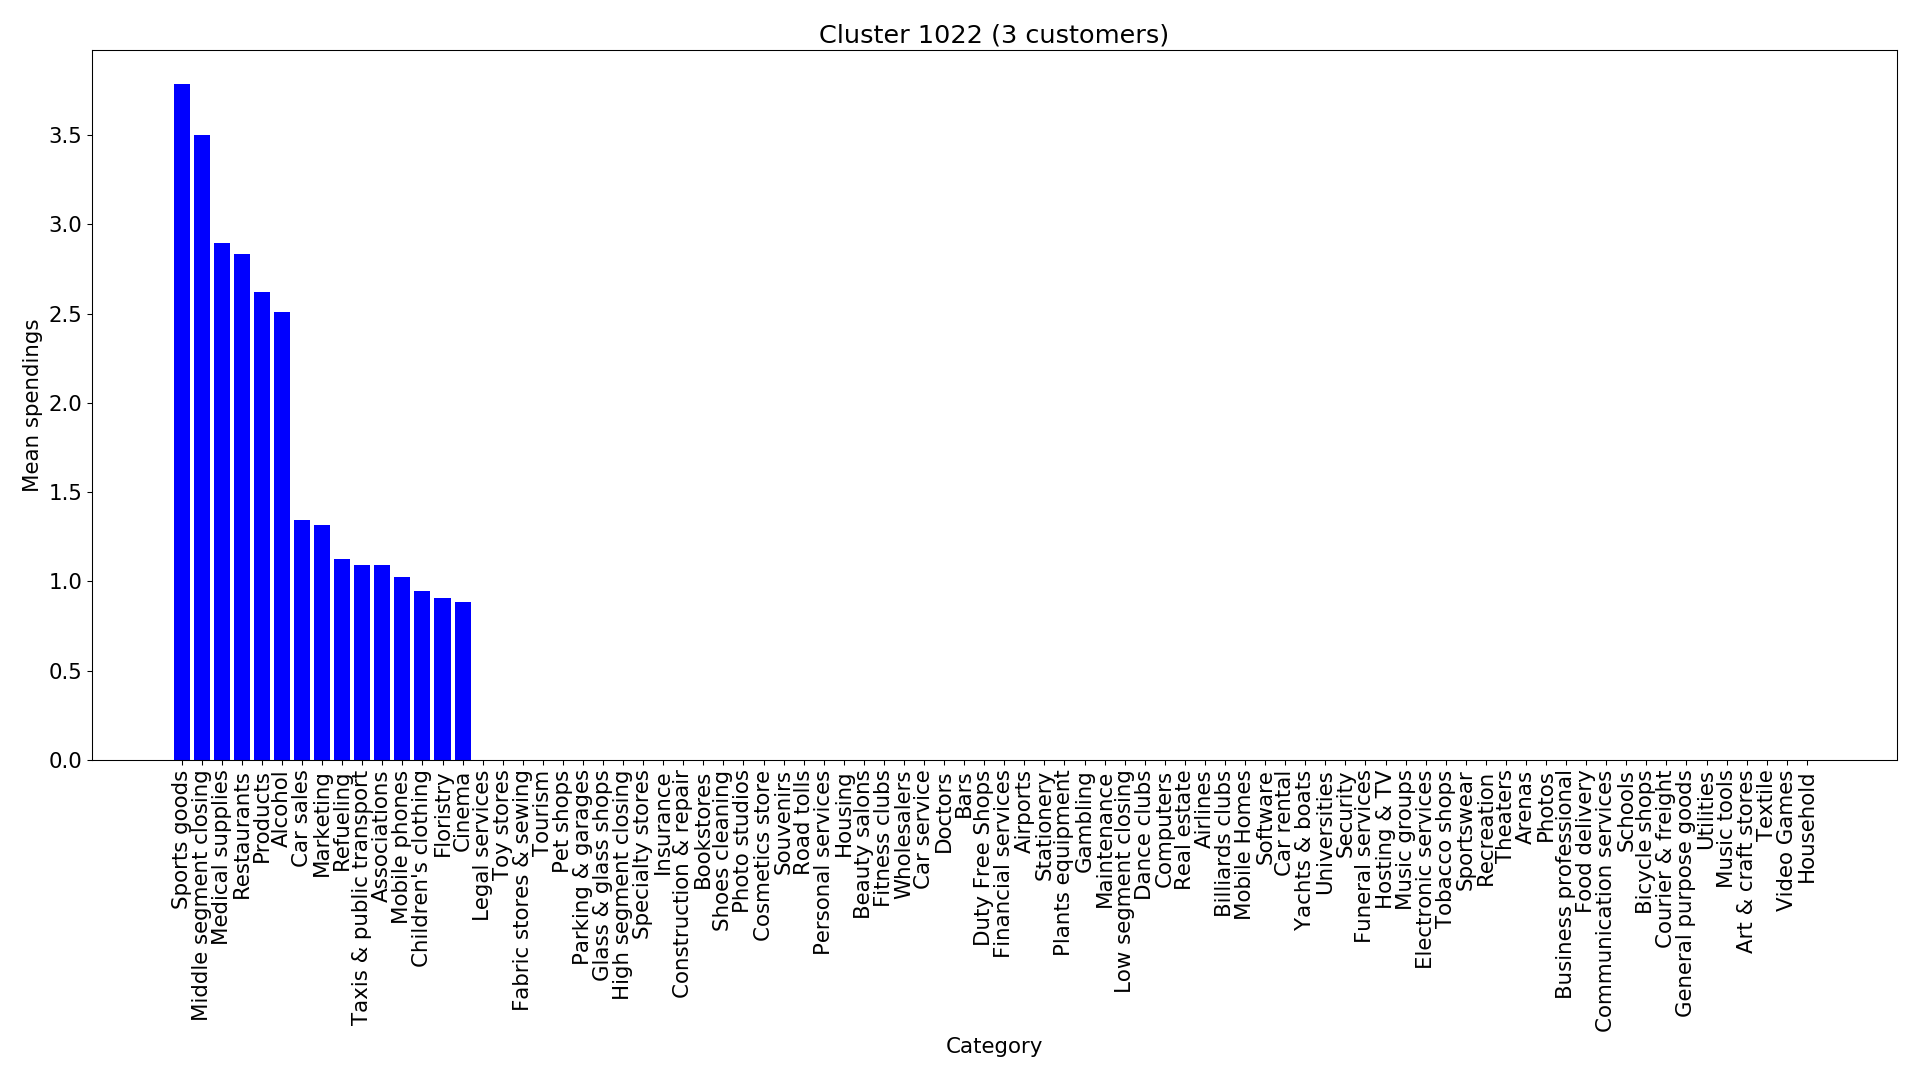 Cluster 1022 (3 customers)
Mean spendings
3.5
3.0
2.5
2.0
1.5
1.0
0.5
0.0
Sports goods
Middle segment closing
Medical supplies
Restaurants
Products
Alcohol
Car sales
Marketing
Refueling
Taxis & public transport
Associations
Mobile phones
Children's clothing
Floristry
Cinema
Legal services
Toy stores
Fabric stores & sewing
Tourism
Pet shops
Parking & garages
Glass & glass shops
High segment closing
Specialty stores
Insurance
Construction & repair
Bookstores
Shoes cleaning
Photo studios
Cosmetics store
Souvenirs
Road tolls
Personal services
Housing
Beauty salons
Fitness clubs
Wholesalers
Car service
Doctors
Bars
Duty Free Shops
Financial services
Airports
Stationery
Plants equipment
Gambling
Maintenance
Low segment closing
Dance clubs
Computers
Real estate
Airlines
Billiards clubs
Mobile Homes
Software
Car rental
Yachts & boats
Universities
Security
Funeral services
Hosting & TV
Music groups
Electronic services
Tobacco shops
Sportswear
Recreation
Theaters
Arenas
Photos
Business professional
Food delivery
Communication services
Schools
Bicycle shops
Courier & freight
General purpose goods
Utilities
Music tools
Art & craft stores
Textile
Video Games
Household
Category